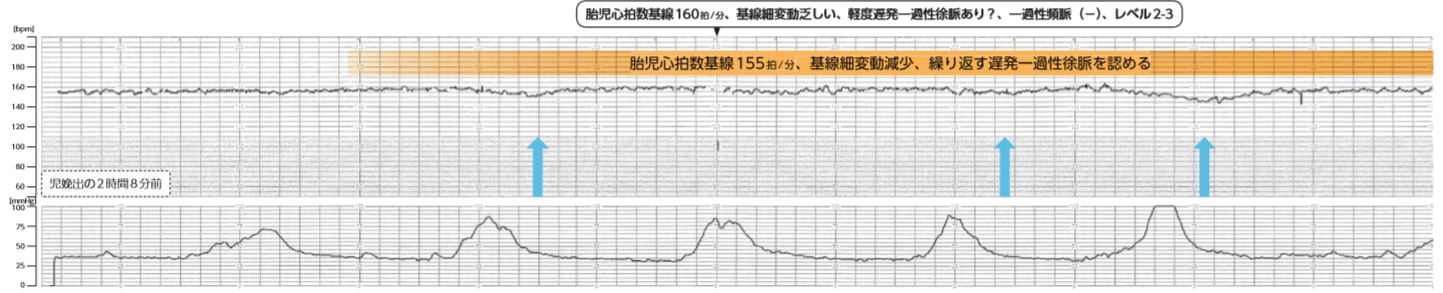 胎児心拍数基線160拍/分、基線細変動乏しい、軽度遅発一過性徐脈あり?、一過性頻脈(−)、レベル2-3
[bpm]
胎児心拍数基線155拍/分、基線細変動減少、繰り返す遅発一過性徐脈を認める
200
180
160
140
120
100
80
60
児娩出の2時間8分前
[mmHg]
100
75
50
25
0